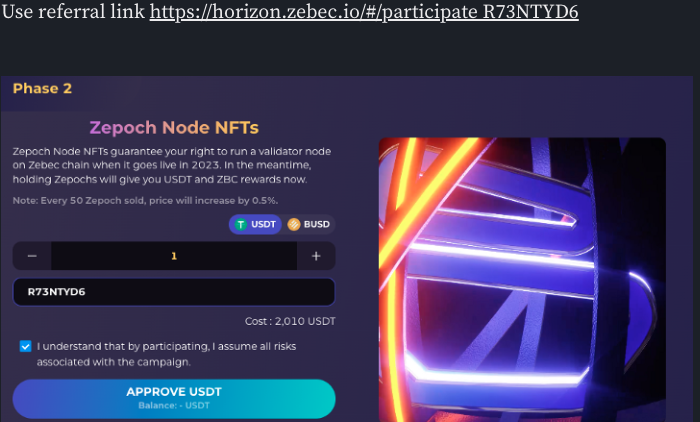 Use referral link https://horizon.zebec.io/#/participate R73NTYD6
Phase 2
Zepoch Node NFTs
Zepoch Node NFTs guarantee your right to run a validator node
on Zebec chain when it goes live in 2023. In the meantime,
holding Zepochs will give you USDT and ZBC rewards now.
Note: Every 50 Zepoch sold, price will increase by 0.5%.
USDT BUSD
− 1 +
R73NTYD6
Cost : 2,010 USDT
I understand that by participating, I assume all risks
associated with the campaign.
APPROVE USDT
Balance: - USDT